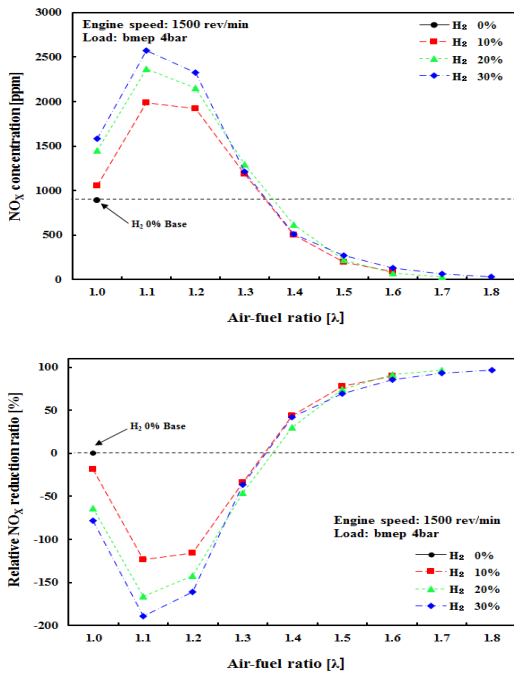 Engine speed: 1500 rev/min
Load: bmep 4bar
H₂ 0%
H₂ 10%
H₂ 20%
H₂ 30%
3000
2500
2000
1500
1000
500
0
NOX concentration [ppm]
H₂ 0% Base
1.0 1.1 1.2 1.3 1.4 1.5 1.6 1.7 1.8
Air-fuel ratio [λ]
100
50
0
-50
-100
-150
-200
Relative NOX reduction ratio [%]
H₂ 0% Base
Engine speed: 1500 rev/min
Load: bmep 4bar
H₂ 0%
H₂ 10%
H₂ 20%
H₂ 30%
1.0 1.1 1.2 1.3 1.4 1.5 1.6 1.7 1.8
Air-fuel ratio [λ]